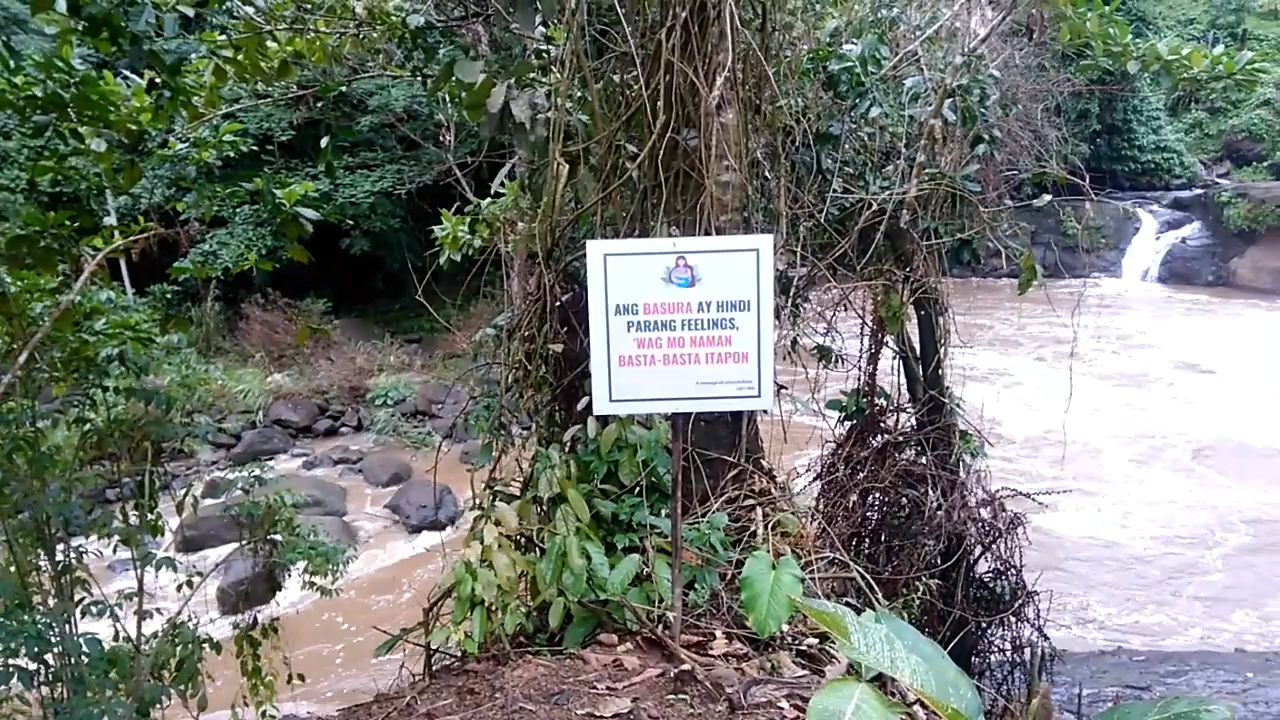 ANG BASURA AY HINDI
PARANG FEELINGS,
'WAG MO NAMAN
BASTA-BASTA ITAPON